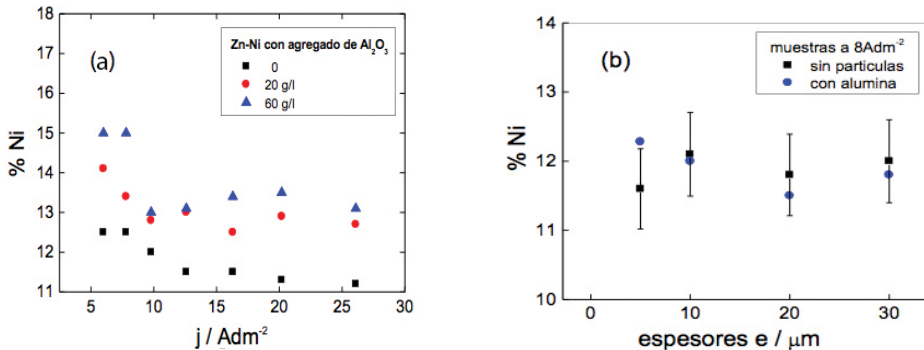 (a)
Zn-Ni con agregado de Al₂O₃
0
20 g/l
60 g/l
18
17
16
15
14
13
12
11
% Ni
5
10
15
20
25
30
j / Adm⁻²
(b)
muestras a 8Adm⁻²
sin particulas
con alumina
14
13
12
11
10
% Ni
0
10
20
30
espesores e / μm